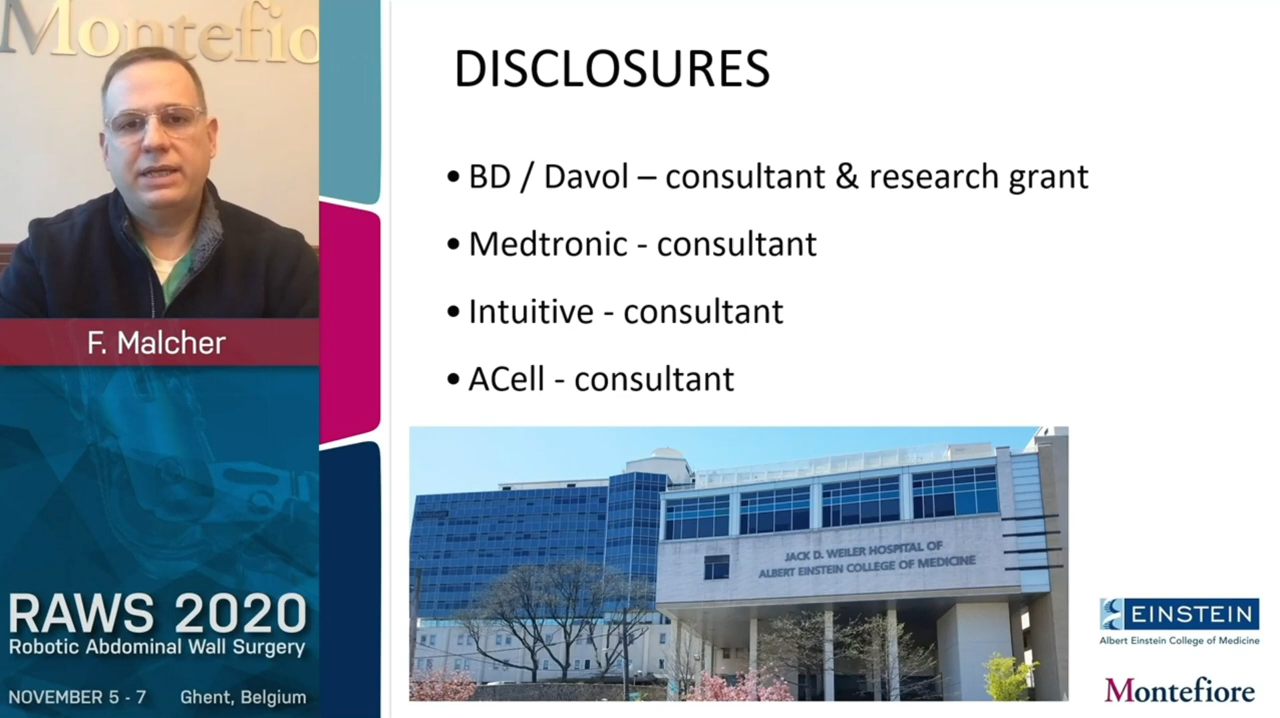 Montefio
F. Malcher
RAWS 2020
Robotic Abdominal Wall Surgery
NOVEMBER 5 - 7 Ghent, Belgium
DISCLOSURES
• BD / Davol – consultant & research grant
• Medtronic - consultant
• Intuitive - consultant
• ACell - consultant
JACK D. WEILER HOSPITAL OF
ALBERT EINSTEIN COLLEGE OF MEDICINE
EINSTEIN
Albert Einstein College of Medicine
Montefiore